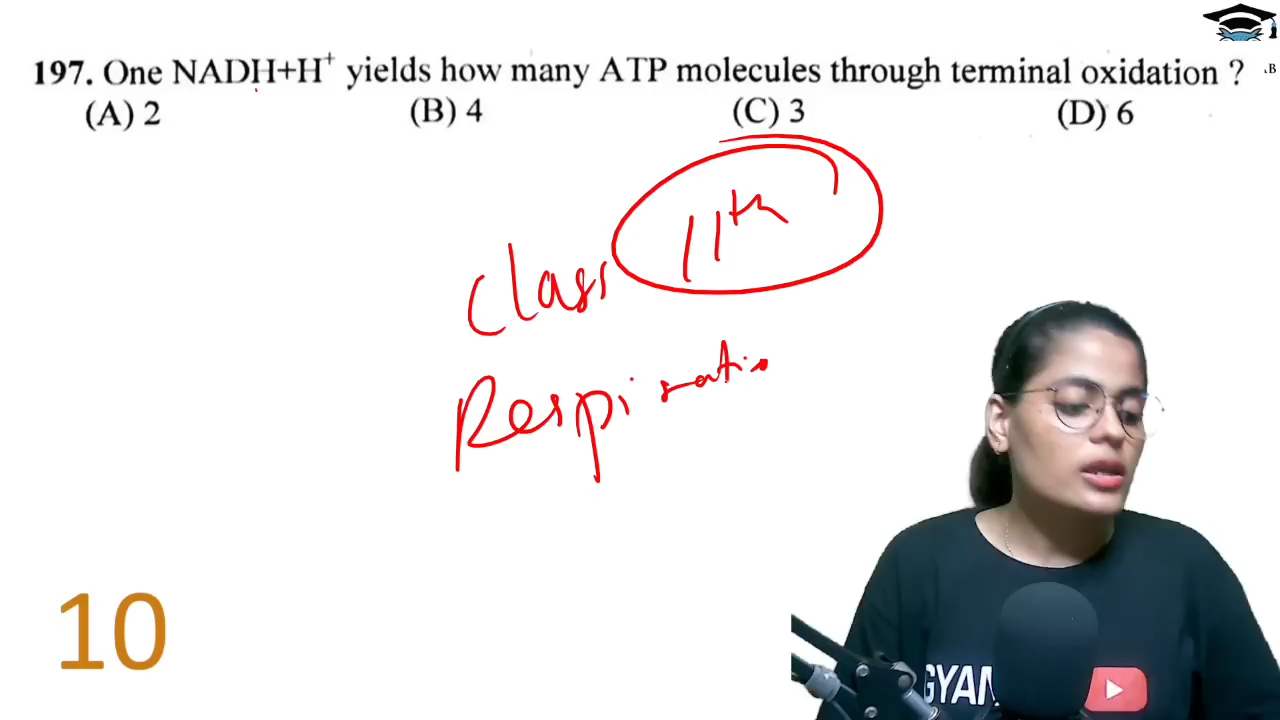 197. One NADH+H⁺ yields how many ATP molecules through terminal oxidation ?
(A) 2 (B) 4 (C) 3 (D) 6
Class 11th
Respiratio
10
GYAN